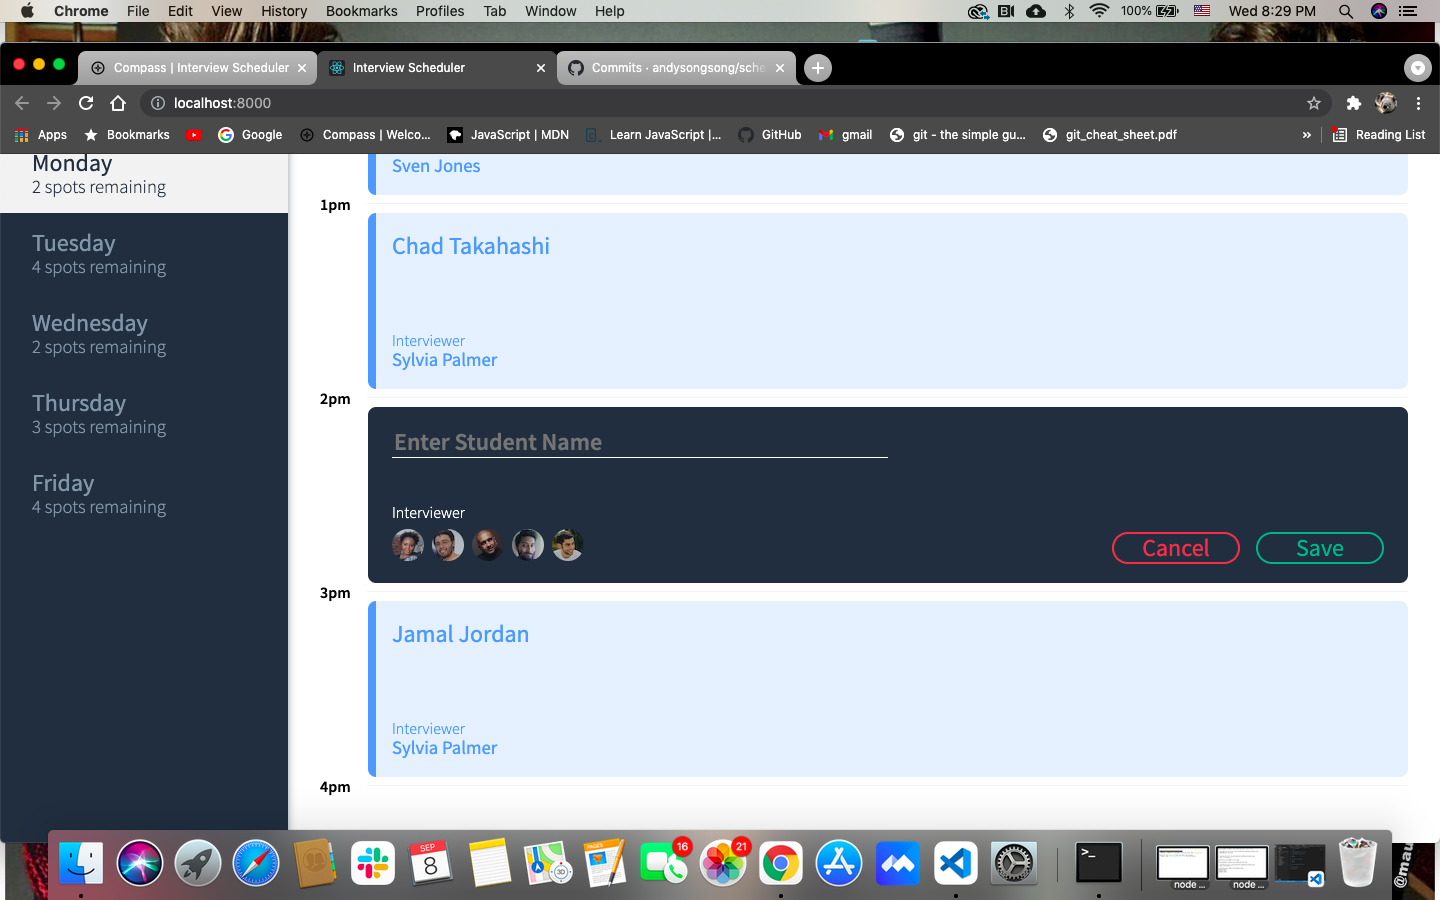 Chrome File Edit View History Bookmarks Profiles Tab Window Help 100% Wed 8:29 PM
Compass | Interview Scheduler Interview Scheduler Commits · andysongsong/sche
localhost:8000
Apps Bookmarks Google Compass | Welco... JavaScript | MDN Learn JavaScript |... GitHub gmail git - the simple gu... git_cheat_sheet.pdf » Reading List
Monday
2 spots remaining
Tuesday
4 spots remaining
Wednesday
2 spots remaining
Thursday
3 spots remaining
Friday
4 spots remaining
Sven Jones
1pm
Chad Takahashi
Interviewer
Sylvia Palmer
2pm
Enter Student Name
Interviewer
Cancel Save
3pm
Jamal Jordan
Interviewer
Sylvia Palmer
4pm
SEP
8
PAGES
3D
16
21
>_
node ...
node ...
@mau